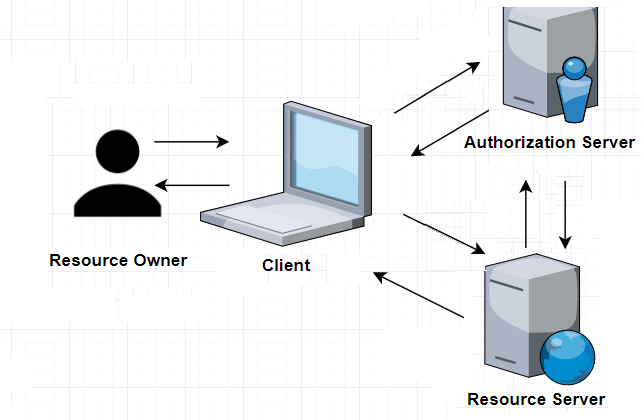 Authorization Server
Resource Owner
Client
Resource Server